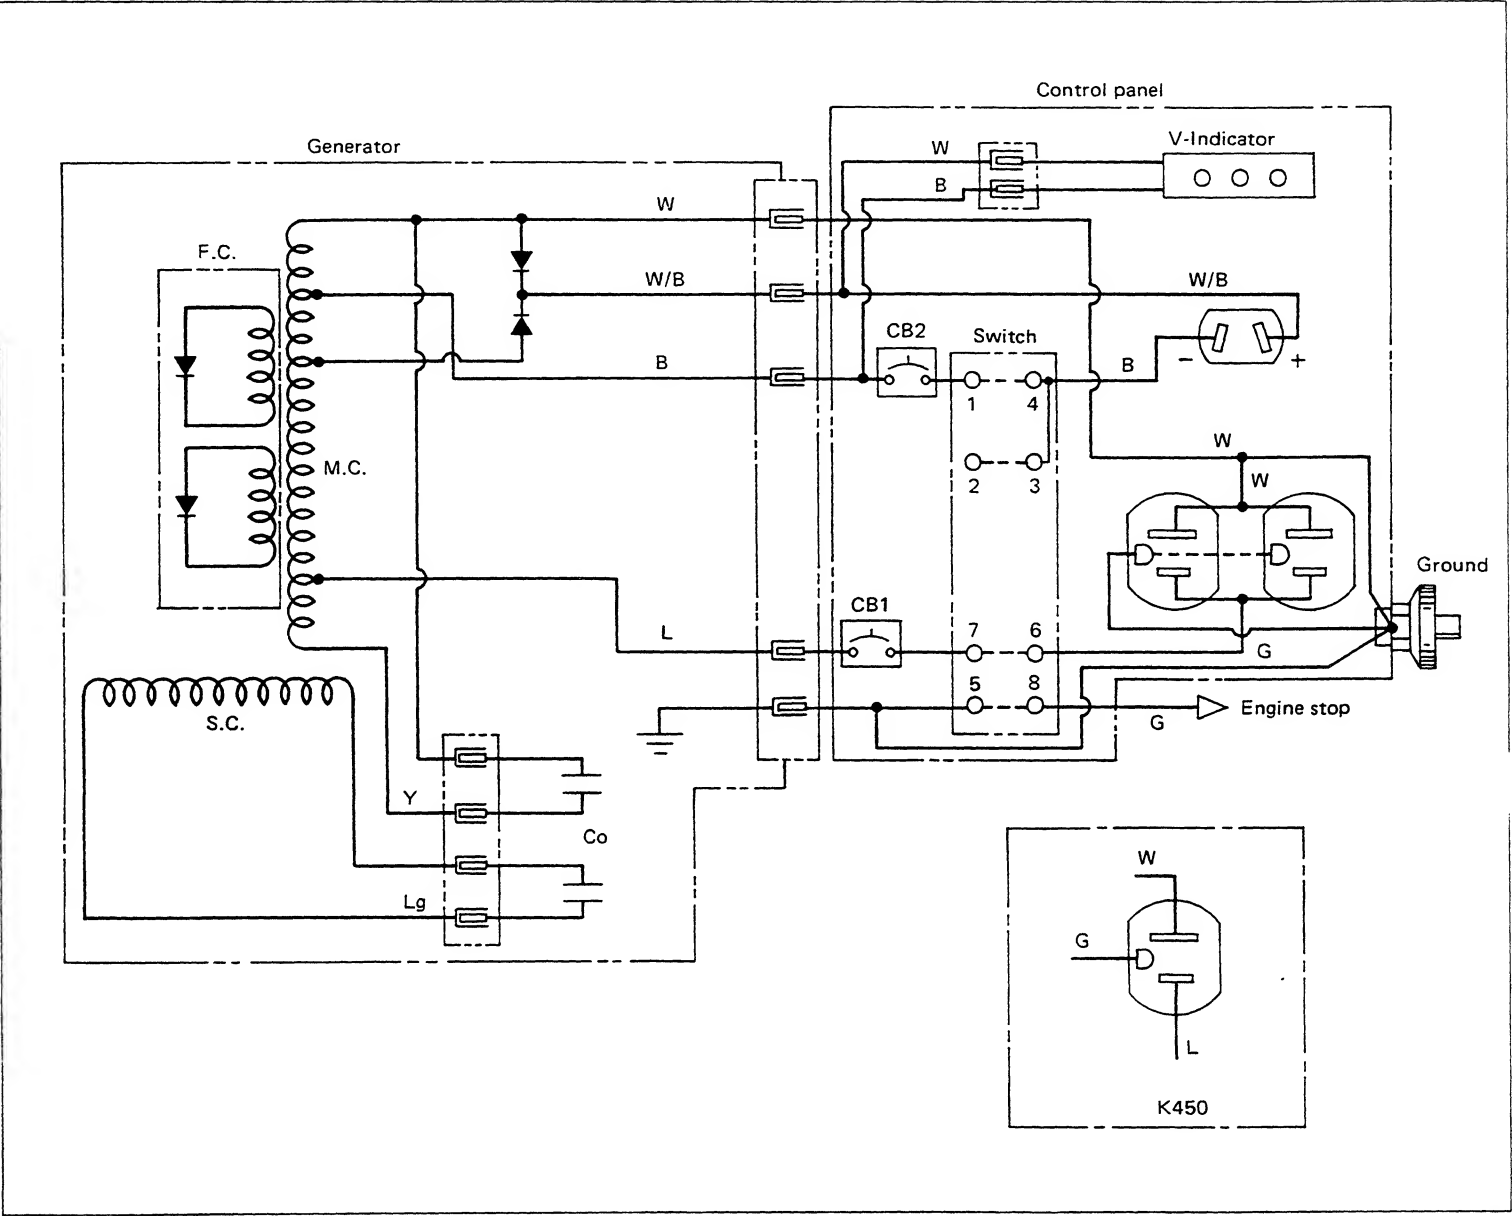 Control panel
Generator
V-Indicator
W
B
W
F.C.
W/B
W/B
CB2
Switch
B
B
−
+
1
4
W
M.C.
W
2
3
Ground
CB1
L
7
6
G
5
8
S.C.
G
Engine stop
Y
Co
Lg
W
G
L
K450